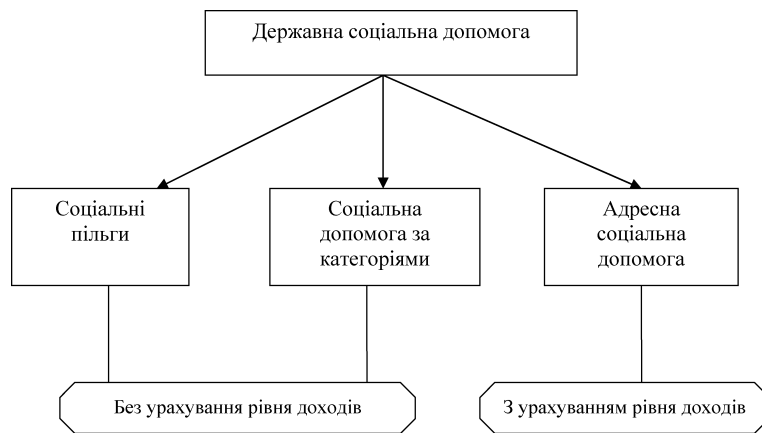 Державна соціальна допомога
Соціальні
пільги
Соціальна
допомога за
категоріями
Адресна
соціальна
допомога
Без урахування рівня доходів
З урахуванням рівня доходів